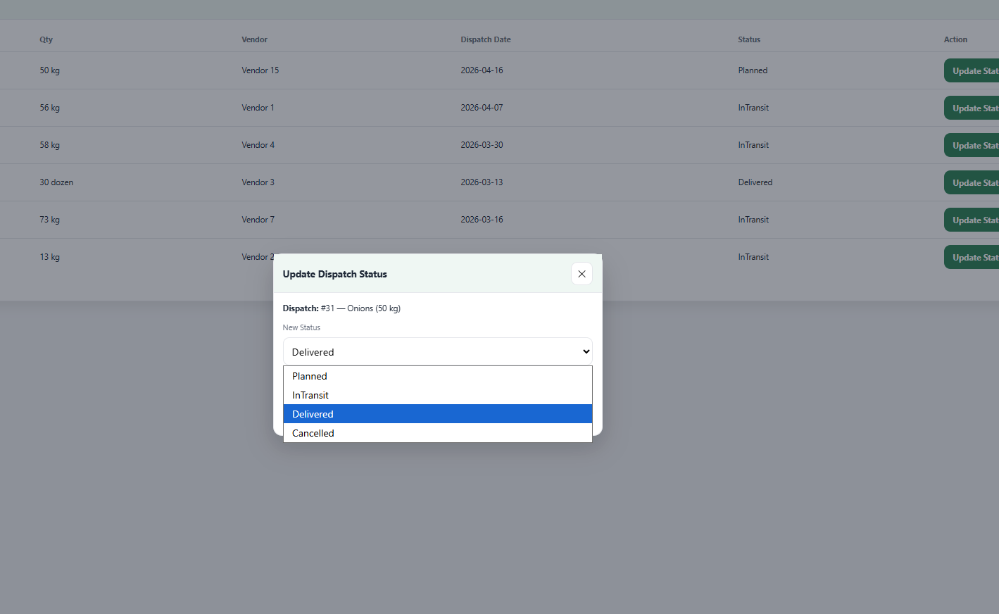 Qty Vendor Dispatch Date Status Action
50 kg Vendor 15 2026-04-16 Planned Update Stat
56 kg Vendor 1 2026-04-07 InTransit Update Stat
58 kg Vendor 4 2026-03-30 InTransit Update Stat
30 dozen Vendor 3 2026-03-13 Delivered Update Stat
73 kg Vendor 7 2026-03-16 InTransit Update Stat
13 kg Vendor 2 InTransit Update Stat
Update Dispatch Status
Dispatch: #31 — Onions (50 kg)
New Status
Delivered
Planned
InTransit
Delivered
Cancelled